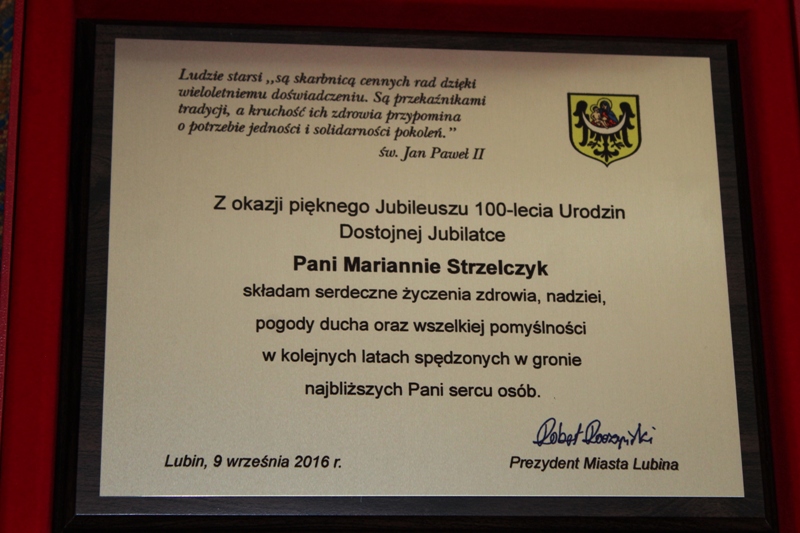 Ludzie starsi ,,są skarbnicą cennych rad dzięki
wieloletniemu doświadczeniu. Są przekaźnikami
tradycji, a kruchość ich zdrowia przypomina
o potrzebie jedności i solidarności pokoleń."
św. Jan Paweł II
Z okazji pięknego Jubileuszu 100-lecia Urodzin
Dostojnej Jubilatce
Pani Mariannie Strzelczyk
składam serdeczne życzenia zdrowia, nadziei,
pogody ducha oraz wszelkiej pomyślności
w kolejnych latach spędzonych w gronie
najbliższych Pani sercu osób.
Robert
Lubin, 9 września 2016 r.
Prezydent Miasta Lubina